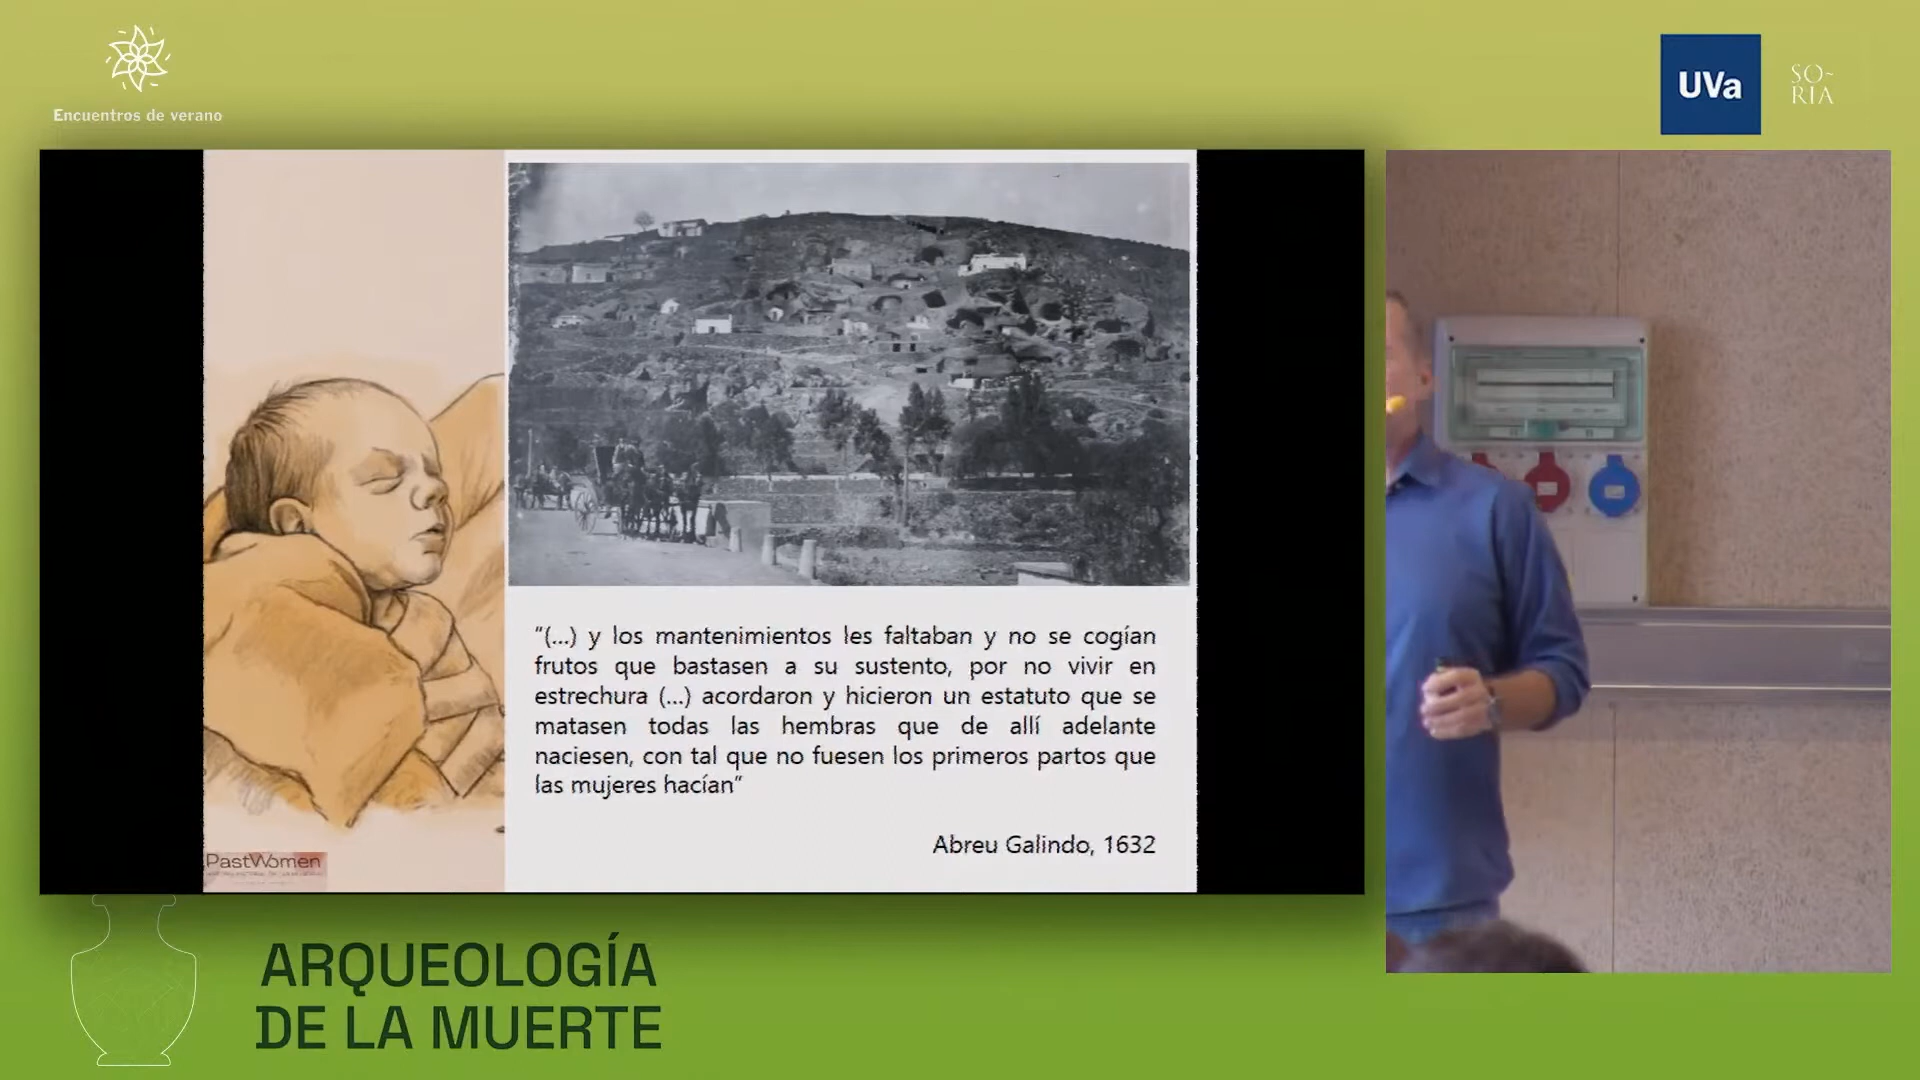 Encuentros de verano
UVa
SO-
RIA
"(...) y los mantenimientos les faltaban y no se cogían
frutos que bastasen a su sustento, por no vivir en
estrechura (...) acordaron y hicieron un estatuto que se
matasen todas las hembras que de allí adelante
naciesen, con tal que no fuesen los primeros partos que
las mujeres hacían"
Abreu Galindo, 1632
PastWomen
ARQUEOLOGÍA
DE LA MUERTE